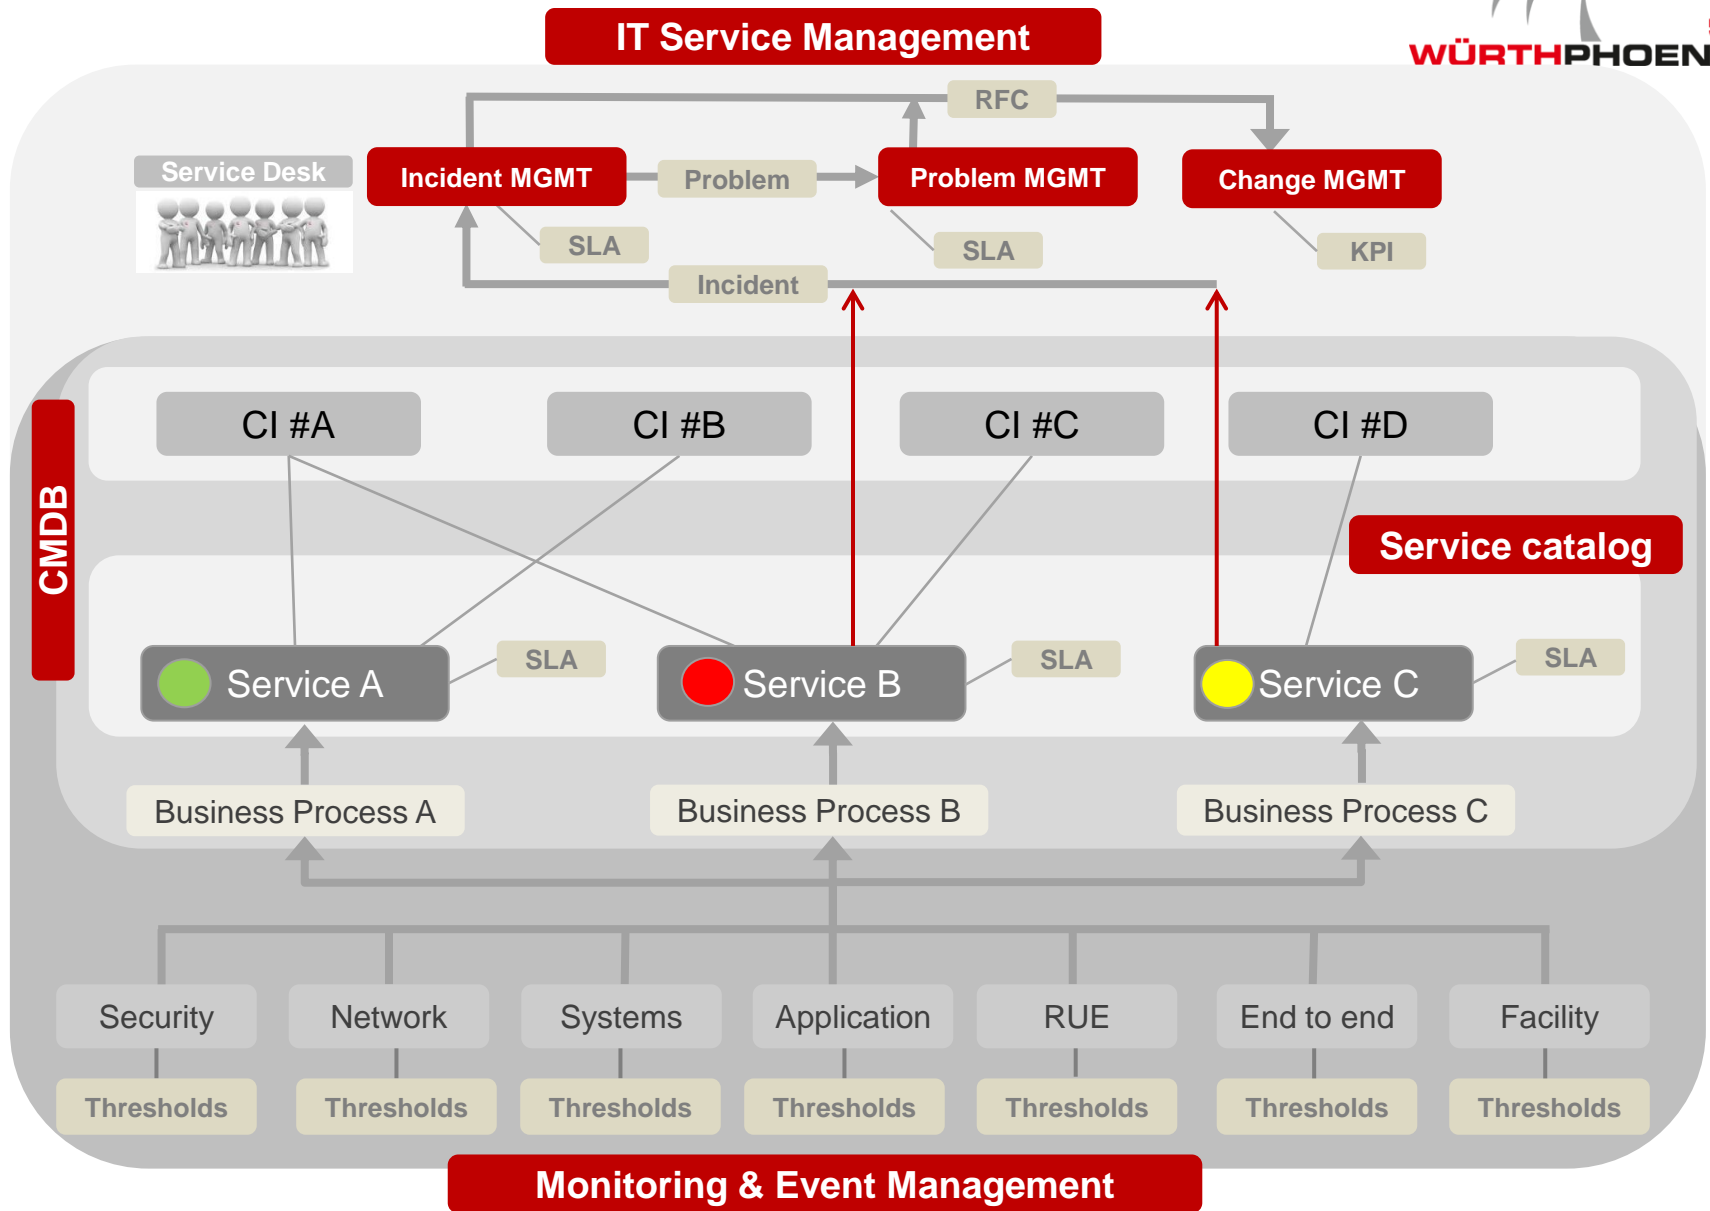 IT Service Management
WÜRTHPHOEN
RFC
Service Desk
Incident MGMT
Problem
Problem MGMT
Change MGMT
SLA
SLA
KPI
Incident
CMDB
CI #A
CI #B
CI #C
CI #D
Service catalog
Service A
SLA
Service B
SLA
Service C
SLA
Business Process A
Business Process B
Business Process C
Security
Network
Systems
Application
RUE
End to end
Facility
Thresholds
Thresholds
Thresholds
Thresholds
Thresholds
Thresholds
Thresholds
Monitoring & Event Management